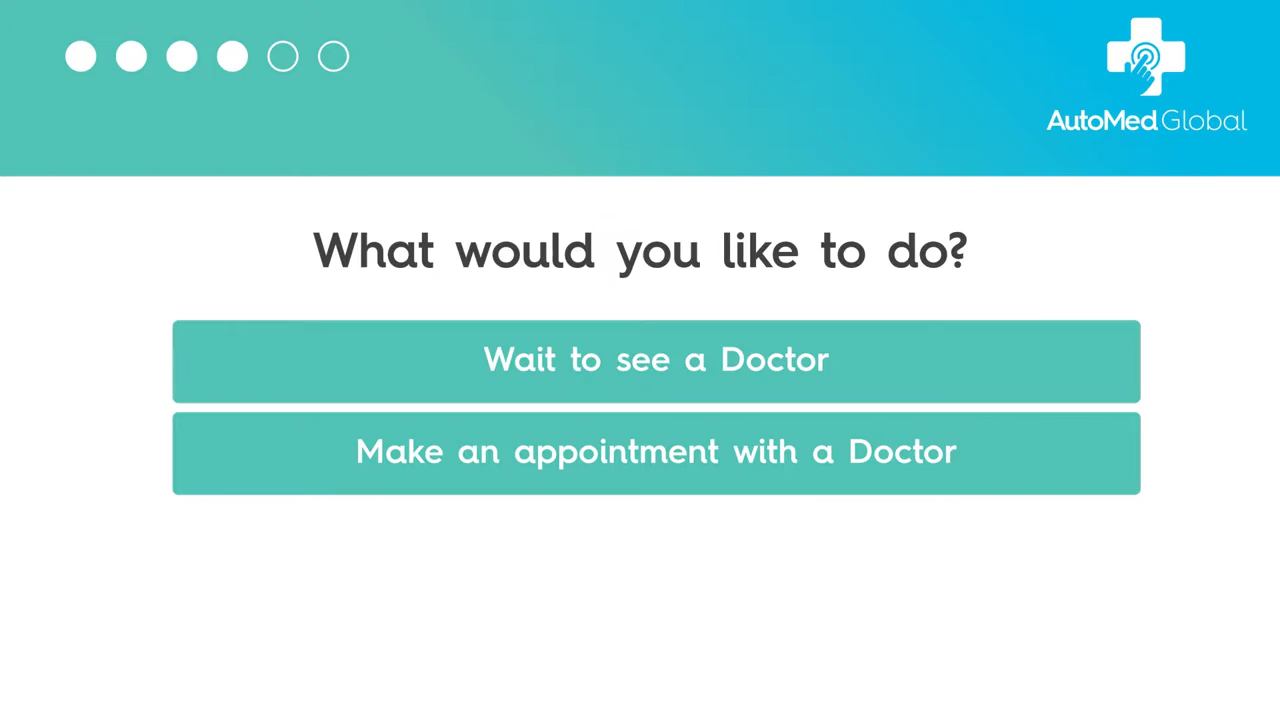 AutoMed Global
What would you like to do?
Wait to see a Doctor
Make an appointment with a Doctor